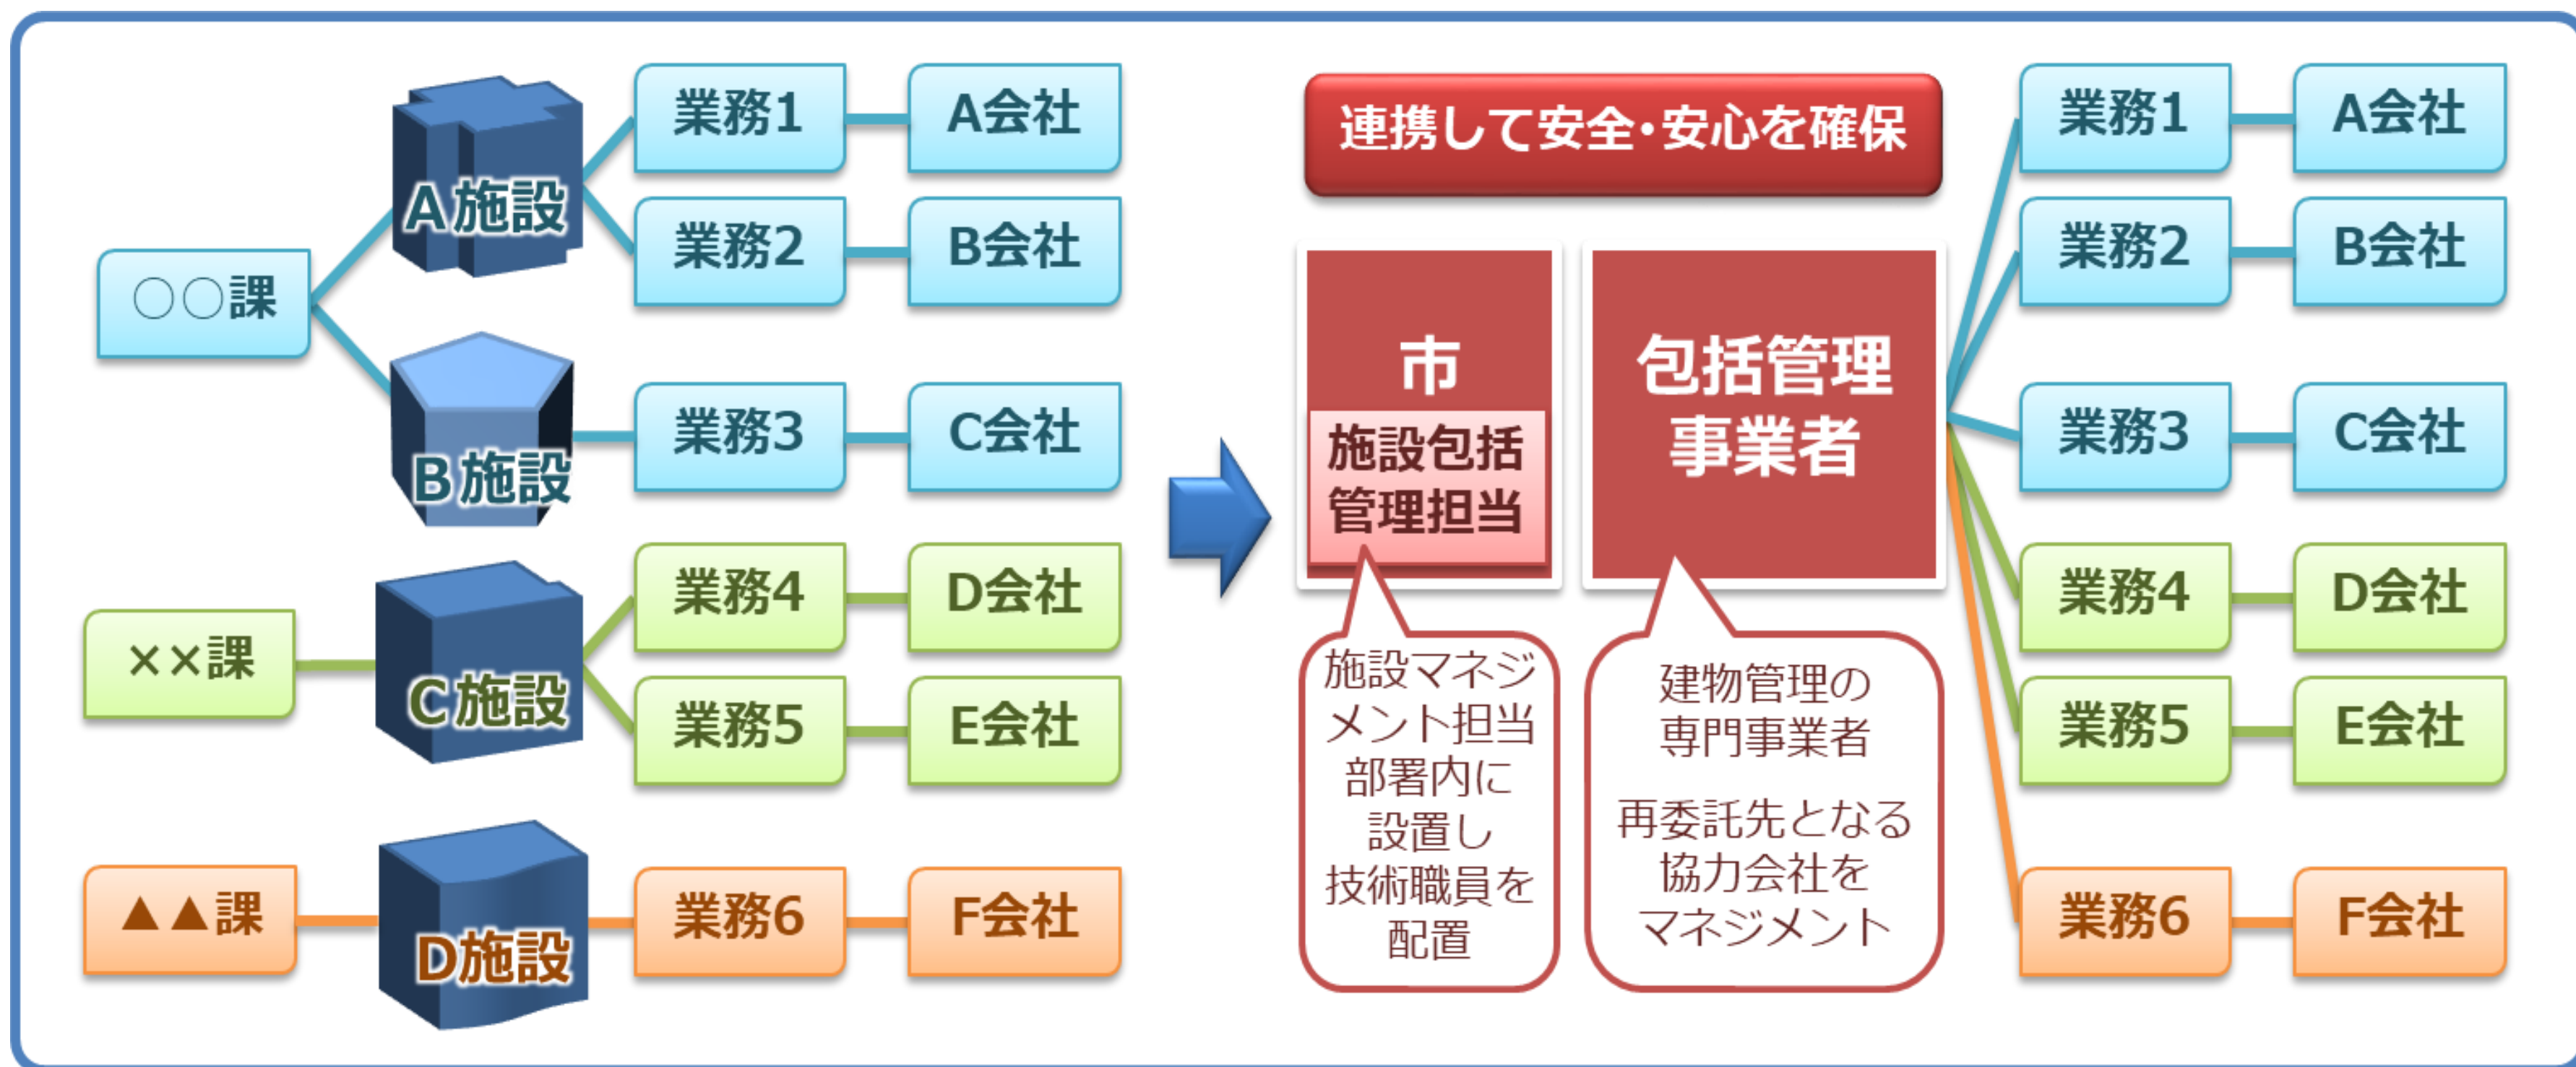 ○○課
A施設
業務1
A会社
業務2
B会社
B施設
業務3
C会社
××課
C施設
業務4
D会社
業務5
E会社
▲▲課
D施設
業務6
F会社
連携して安全・安心を確保
市
施設包括
管理担当
包括管理
事業者
施設マネジ
メント担当
部署内に
設置し
技術職員を
配置
建物管理の
専門事業者
再委託先となる
協力会社を
マネジメント
業務1
A会社
業務2
B会社
業務3
C会社
業務4
D会社
業務5
E会社
業務6
F会社